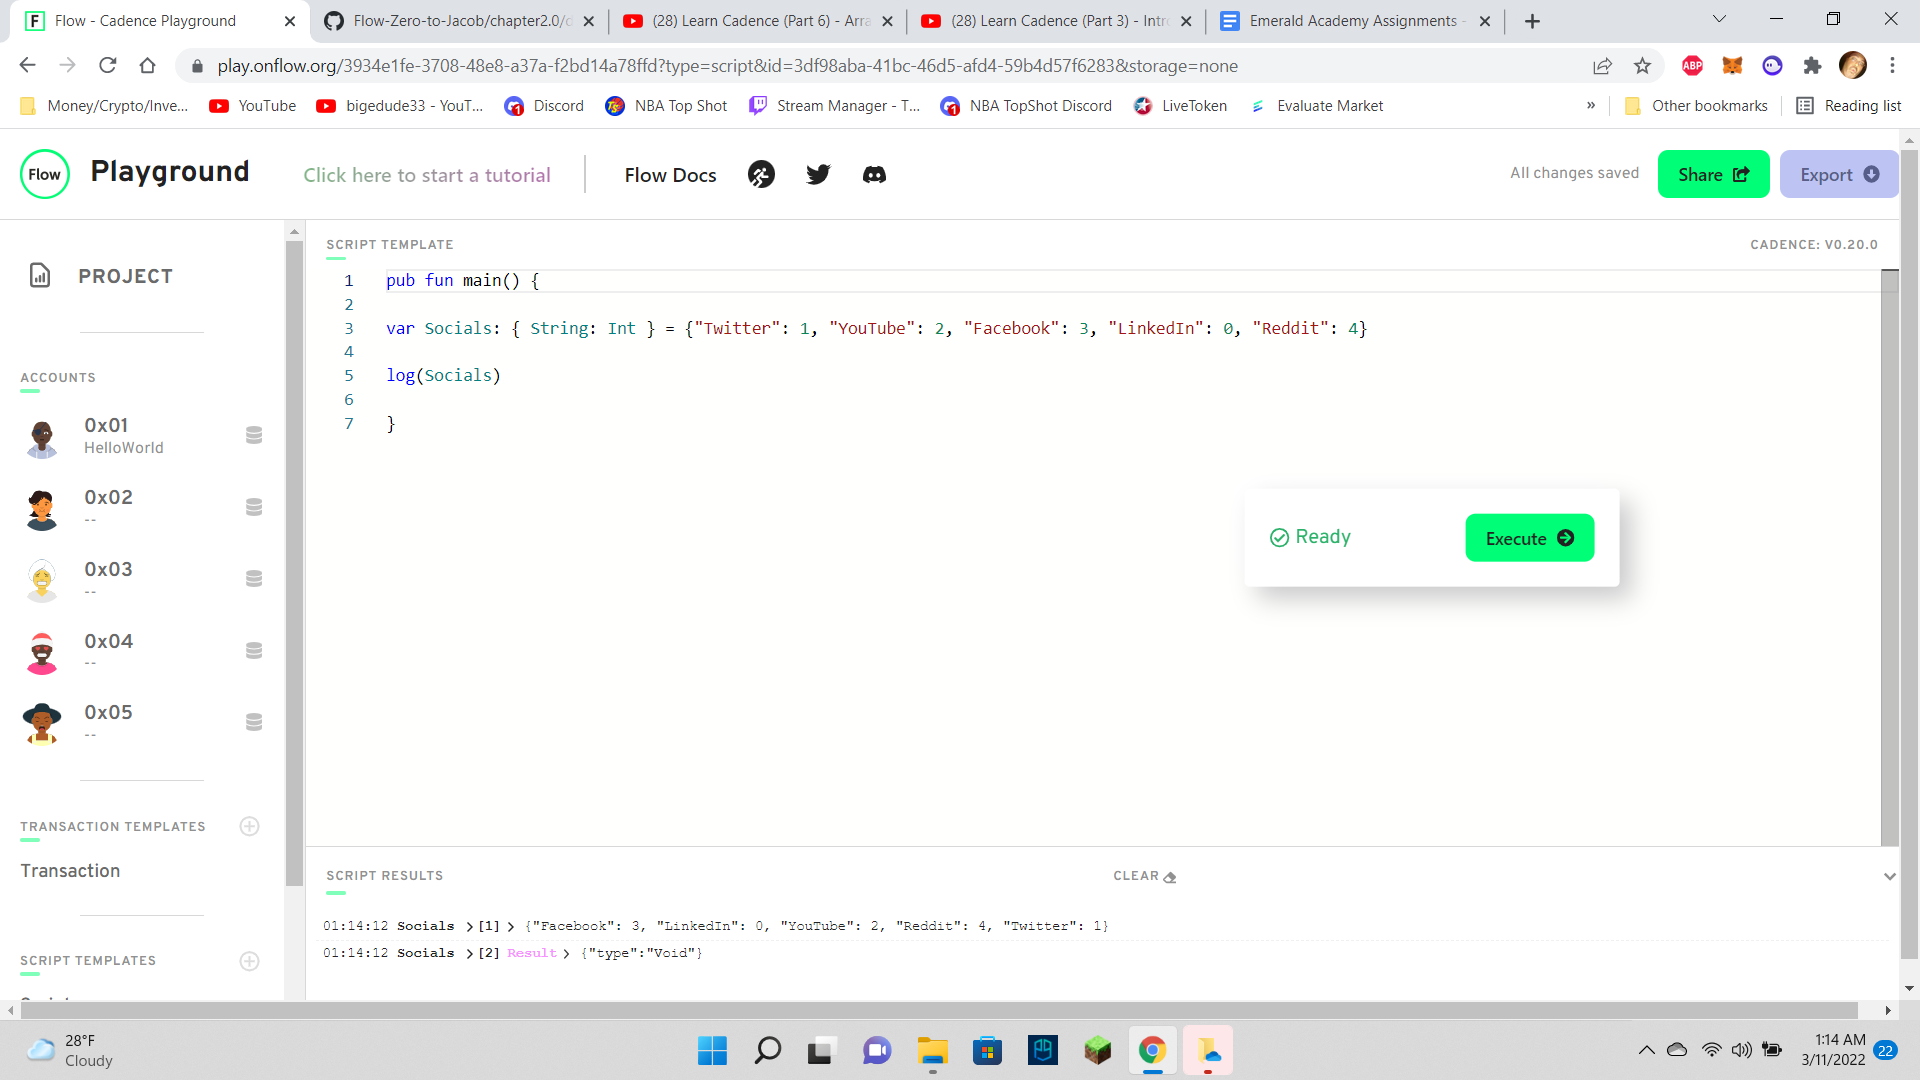 Flow - Cadence Playground
Flow-Zero-to-Jacob/chapter2.0/d
(28) Learn Cadence (Part 6) - Arra
(28) Learn Cadence (Part 3) - Intro
Emerald Academy Assignments -
play.onflow.org/3934e1fe-3708-48e8-a37a-f2bd14a78ffd?type=script&id=3df98aba-41bc-46d5-afd4-59b4d57f6283&storage=none
ABP
Money/Crypto/Inve...
YouTube
bigedude33 - YouT...
Discord
NBA Top Shot
Stream Manager - T...
NBA TopShot Discord
LiveToken
Evaluate Market
»
Other bookmarks
Reading list
Flow
Playground
Click here to start a tutorial
Flow Docs
All changes saved
Share
Export
PROJECT
ACCOUNTS
0x01
HelloWorld
0x02
--
0x03
--
0x04
--
0x05
--
TRANSACTION TEMPLATES
Transaction
SCRIPT TEMPLATES
SCRIPT TEMPLATE
CADENCE: V0.20.0
1 pub fun main() {
2
3 var Socials: { String: Int } = {"Twitter": 1, "YouTube": 2, "Facebook": 3, "LinkedIn": 0, "Reddit": 4}
4
5 log(Socials)
6
7 }
Ready
Execute
SCRIPT RESULTS
CLEAR
01:14:12 Socials >[1] > {"Facebook": 3, "LinkedIn": 0, "YouTube": 2, "Reddit": 4, "Twitter": 1}
01:14:12 Socials >[2] Result > {"type":"Void"}
28°F
Cloudy
1:14 AM
3/11/2022
22